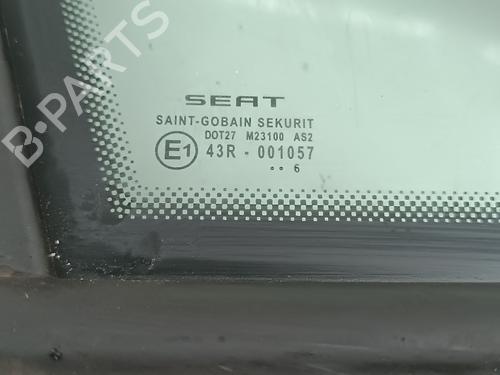 SEAT
SAINT-GOBAIN SEKURIT
DOT27 M23100 AS2
E1 43R - 001057
.. 6
B-PARTS